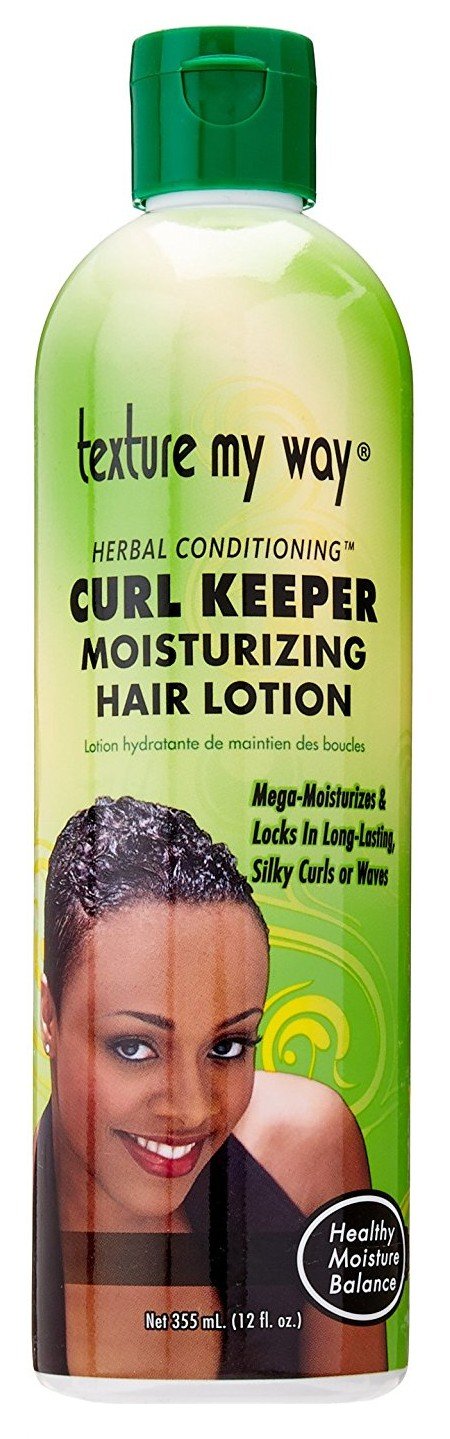 texture my way®
HERBAL CONDITIONING™
CURL KEEPER
MOISTURIZING
HAIR LOTION
Lotion hydratante de maintien des boucles
Mega-Moisturizes &
Locks In Long-Lasting,
Silky Curls or Waves
Healthy
Moisture
Balance
Net 355 mL. (12 fl. oz.)